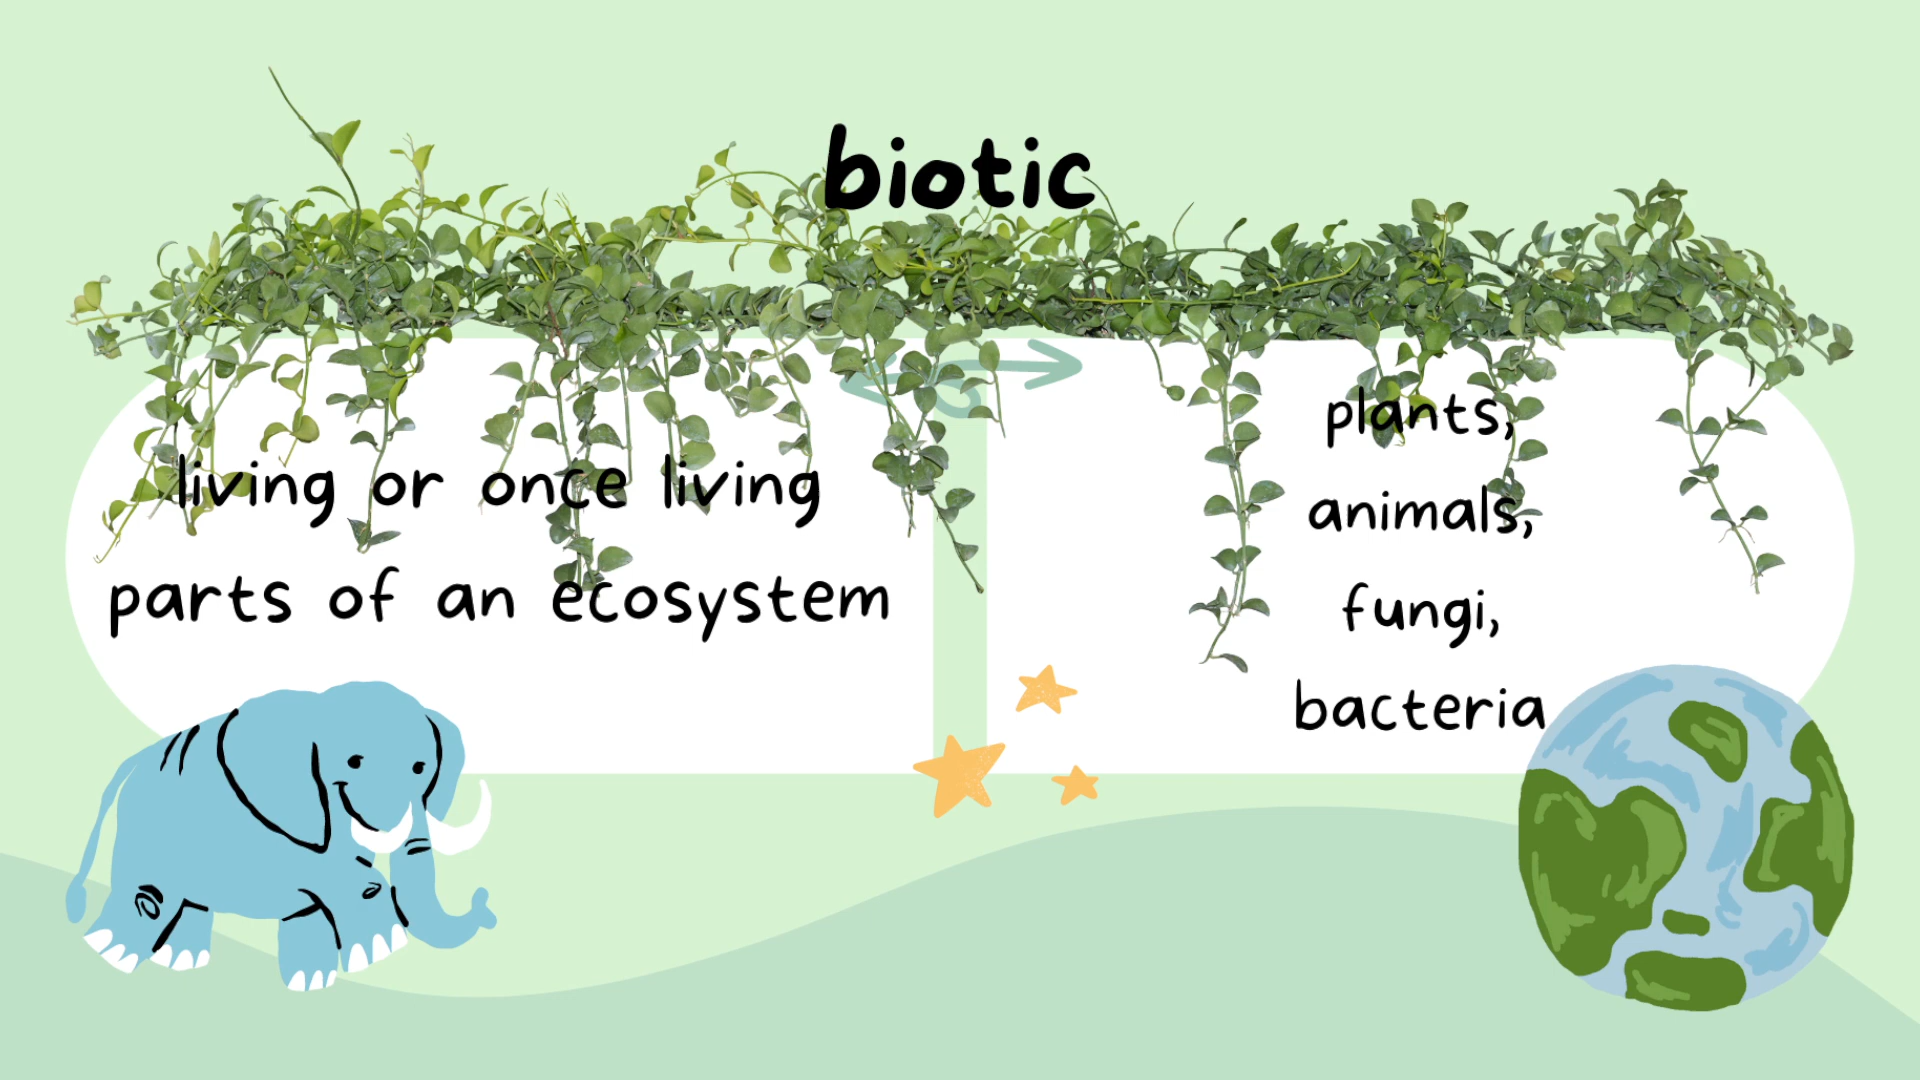 biotic
living or once living
parts of an ecosystem
plants,
animals,
fungi,
bacteria